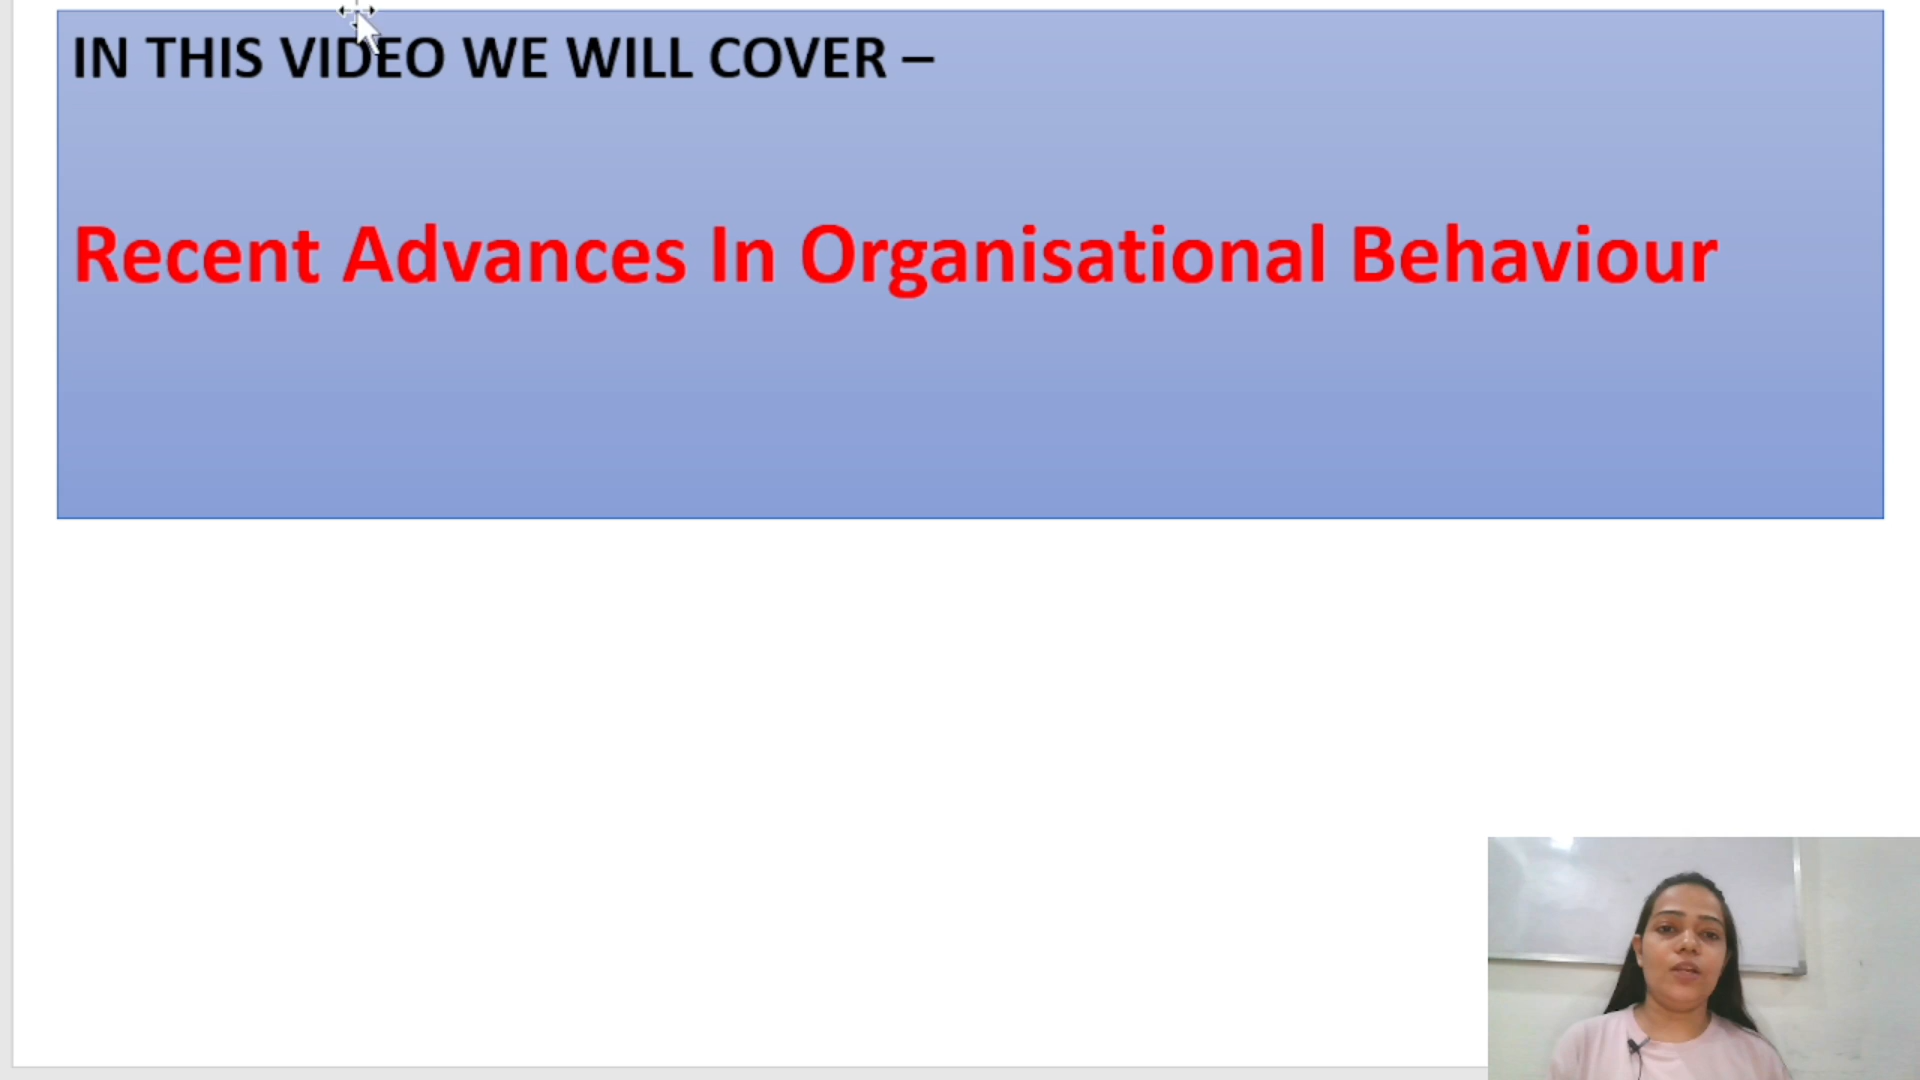 IN THIS VIDEO WE WILL COVER –
Recent Advances In Organisational Behaviour